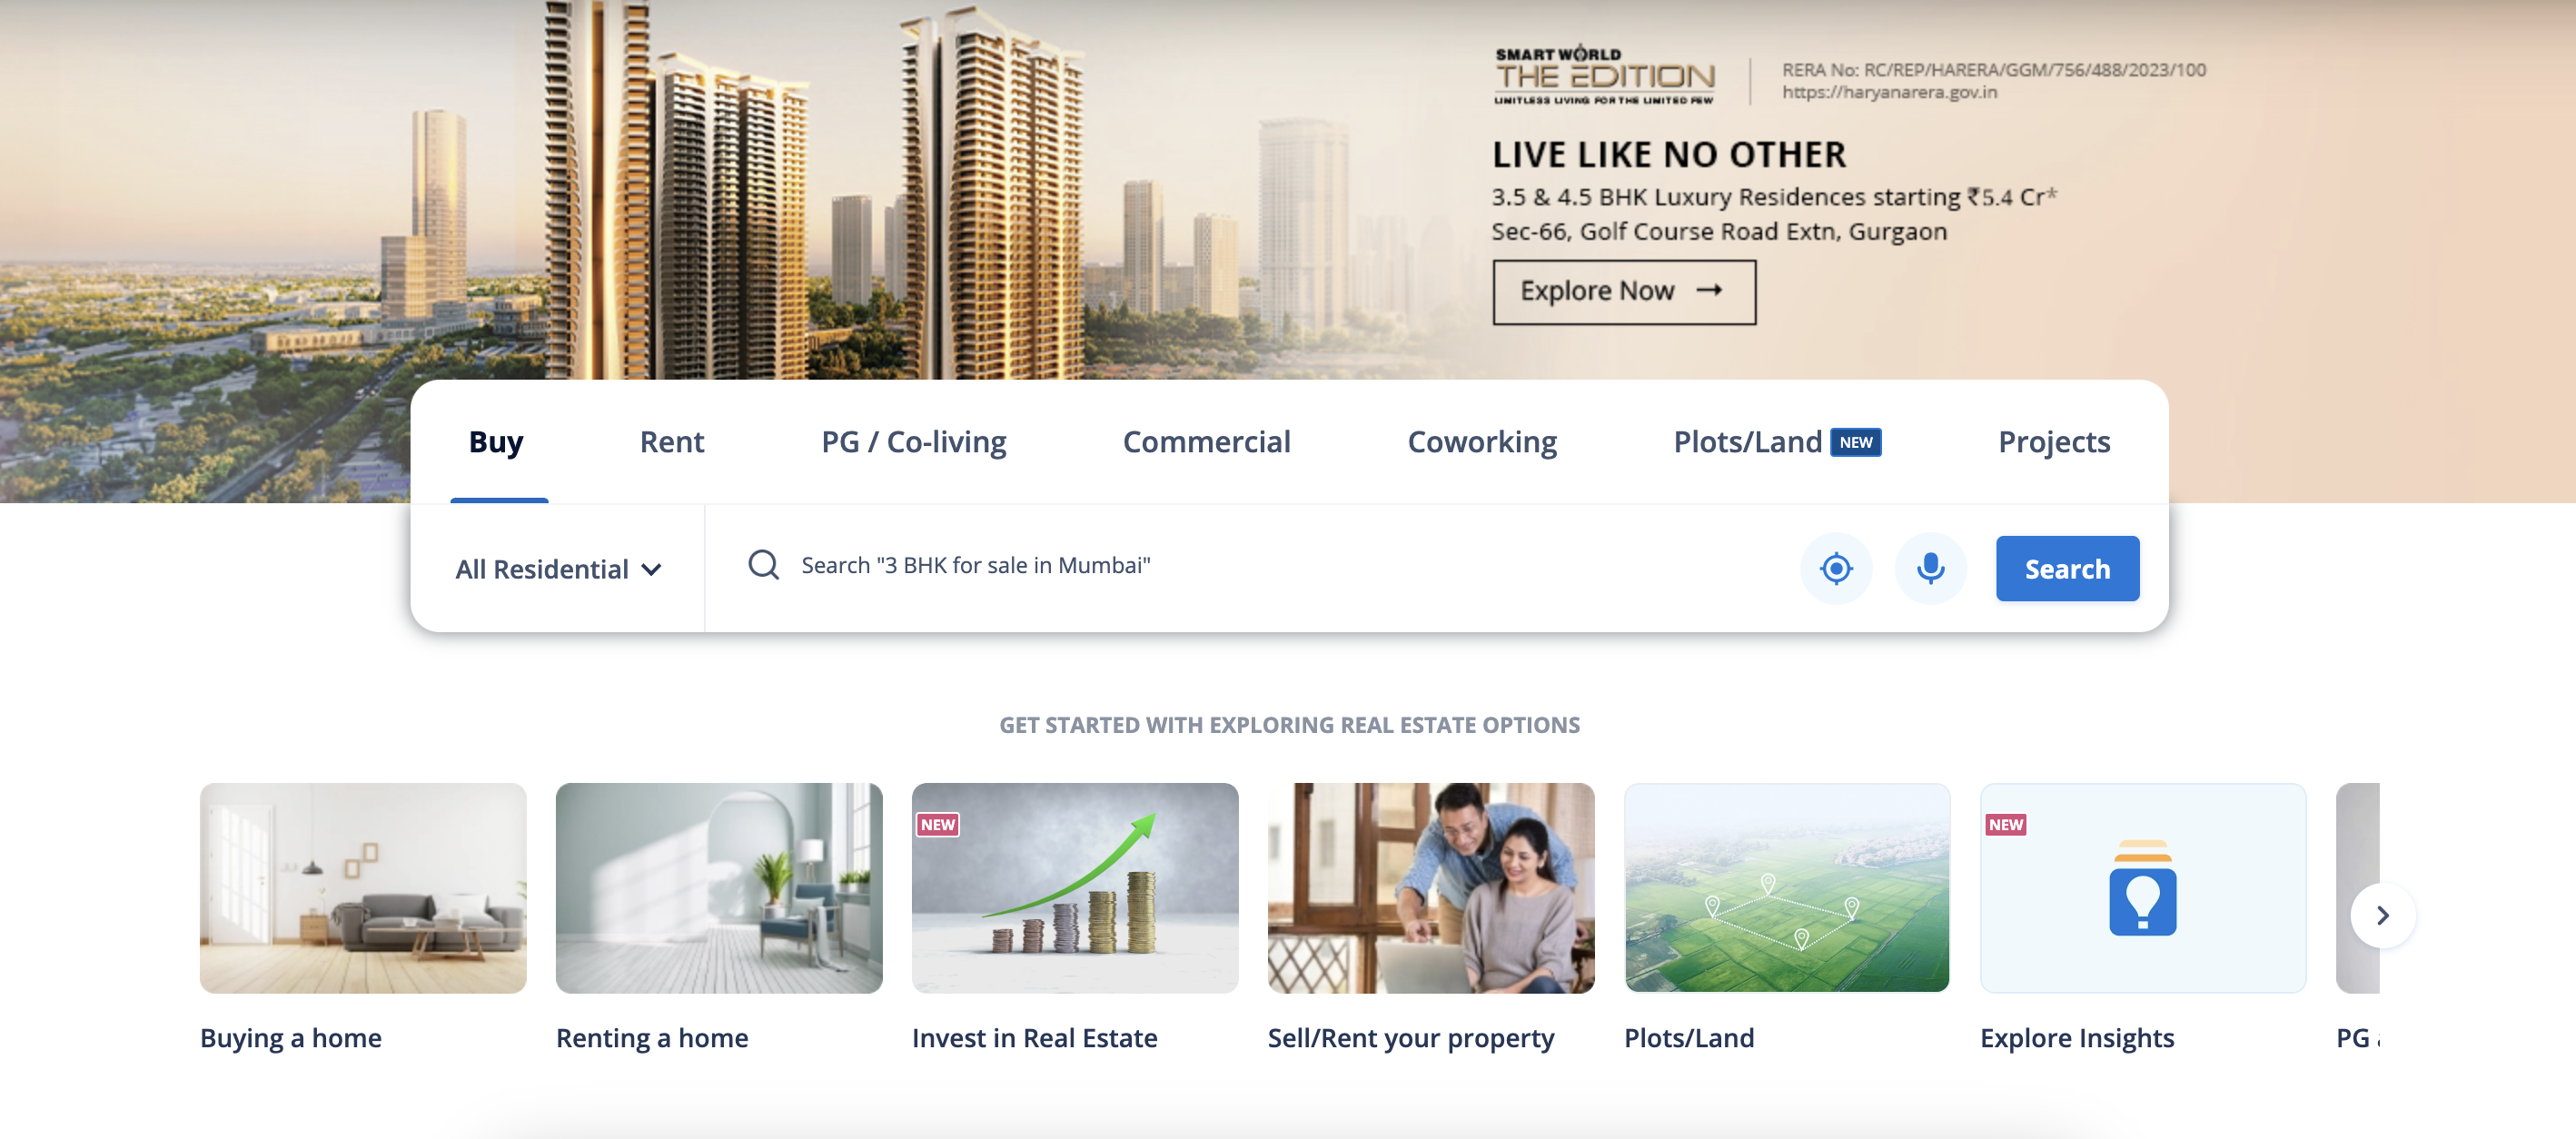 SMART WORLD
THE EDITION
LIMITLESS LIVING FOR THE LIMITED FEW
RERA No: RC/REP/HARERA/GGM/756/488/2023/100
https://haryanarera.gov.in
LIVE LIKE NO OTHER
3.5 & 4.5 BHK Luxury Residences starting ₹5.4 Cr*
Sec-66, Golf Course Road Extn, Gurgaon
Explore Now →
Buy Rent PG / Co-living Commercial Coworking Plots/Land NEW Projects
All Residential Search "3 BHK for sale in Mumbai" Search
GET STARTED WITH EXPLORING REAL ESTATE OPTIONS
NEW NEW
Buying a home Renting a home Invest in Real Estate Sell/Rent your property Plots/Land Explore Insights PG